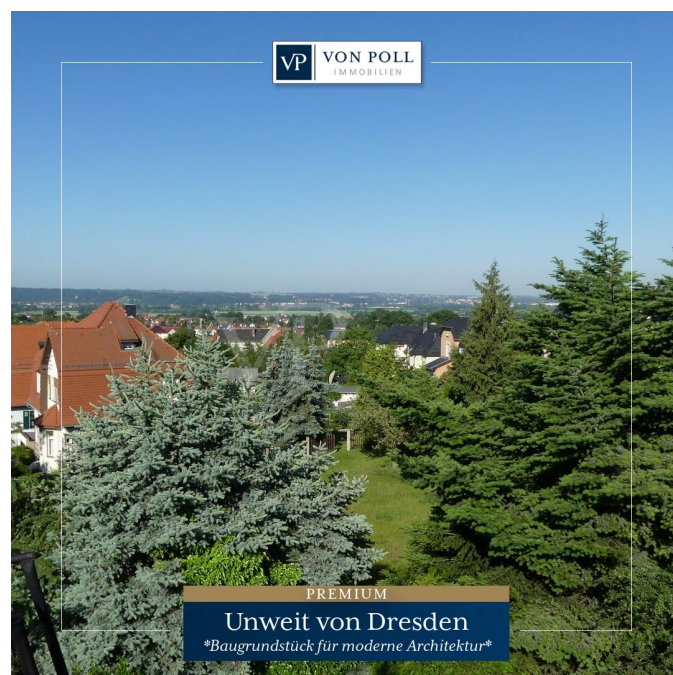 VP VON POLL
IMMOBILIEN
PREMIUM
Unweit von Dresden
*Baugrundstück für moderne Architektur*